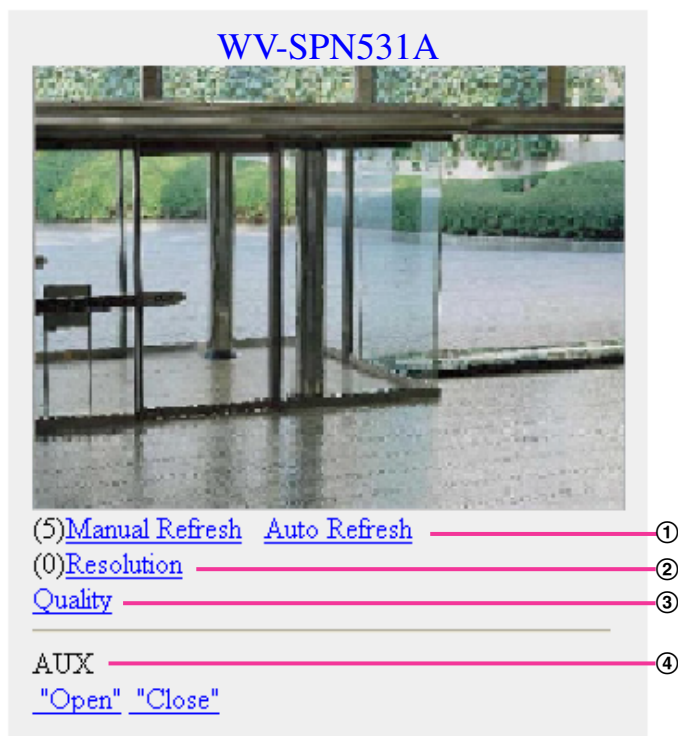 WV-SPN531A
(5)Manual Refresh Auto Refresh ①
(0)Resolution ②
Quality ③
AUX ④
"Open" "Close"